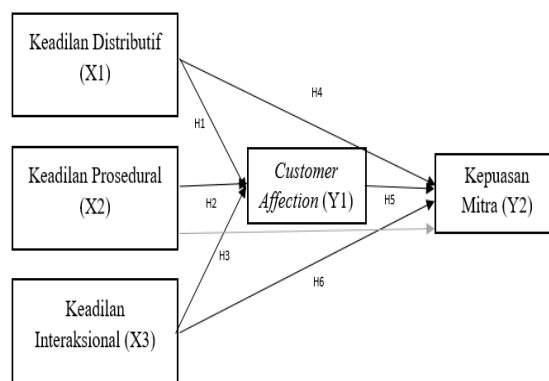 Keadilan Distributif
(X1)
H4
H1
Keadilan Prosedural
(X2)
H2
Customer
Affection (Y1)
H5
Kepuasan
Mitra (Y2)
H3
H6
Keadilan
Interaksional (X3)